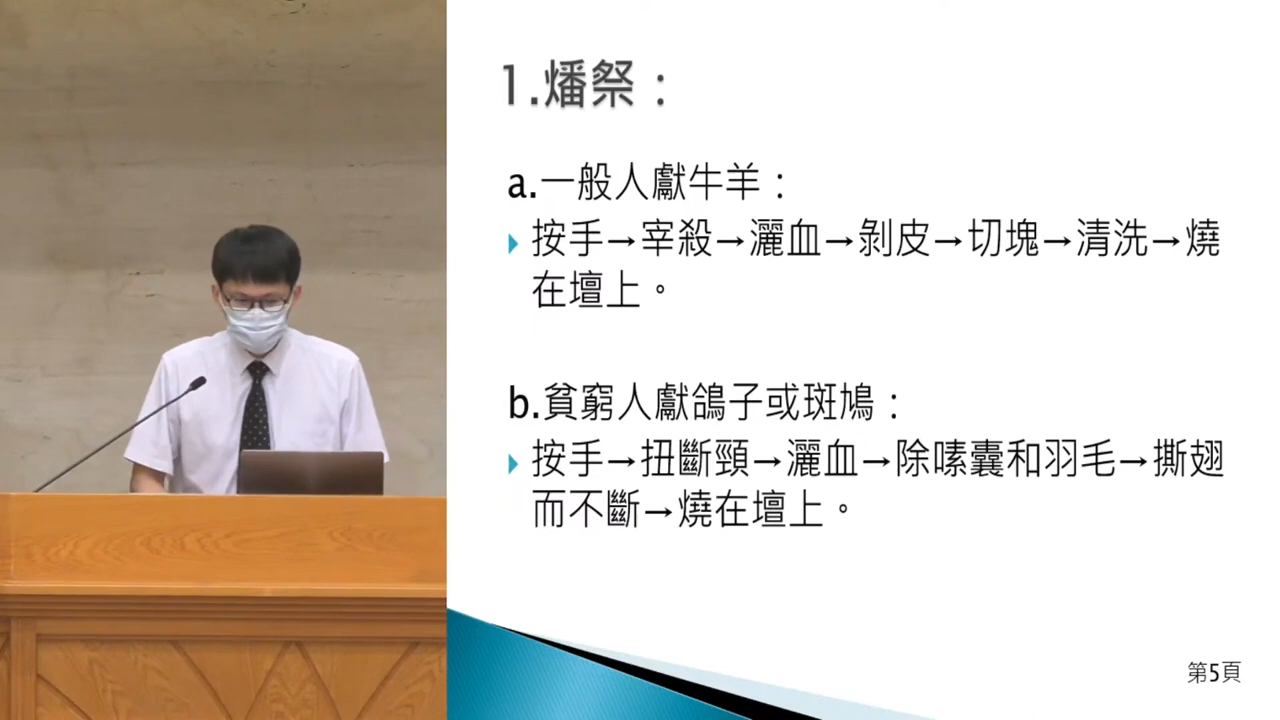 1.燔祭：
a.一般人獻牛羊：
按手→宰殺→灑血→剝皮→切塊→清洗→燒
在壇上。
b.貧窮人獻鴿子或斑鳩：
按手→扭斷頸→灑血→除嗉囊和羽毛→撕翅
而不斷→燒在壇上。
第5頁